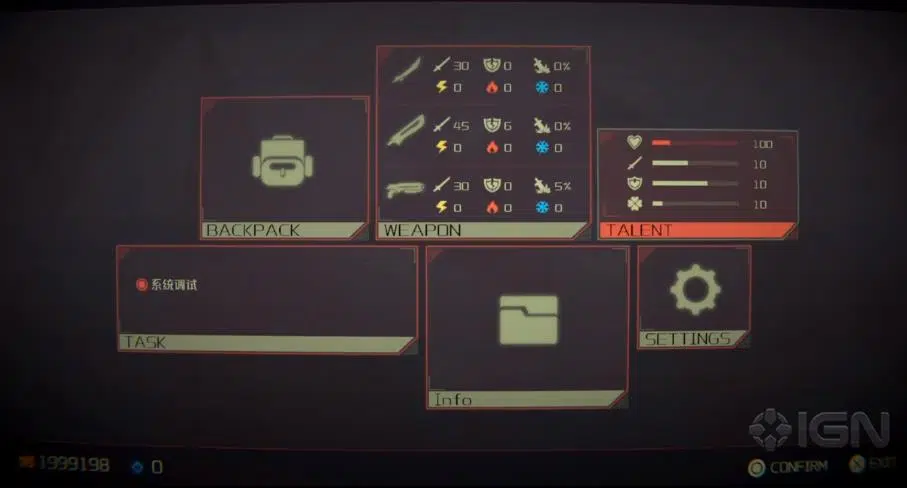 30 0 0%
0 0 0
45 6 0%
0 0 0
30 0 5%
0 0 0
100
10
10
10
BACKPACK
WEAPON
TALENT
系统调试
TASK
Info
SETTINGS
IGN
1999198 0
CONFIRM EXIT